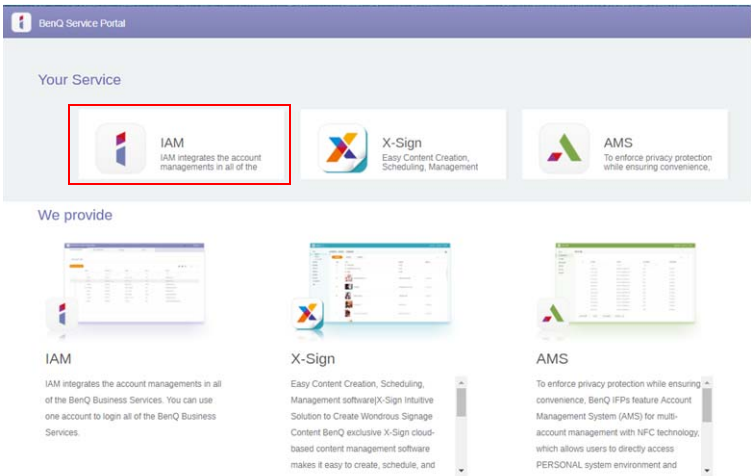 BenQ Service Portal
Your Service
IAM
IAM integrates the account
managements in all of the
X-Sign
Easy Content Creation,
Scheduling, Management
AMS
To enforce privacy protection
while ensuring convenience,
We provide
IAM
IAM integrates the account managements in all
of the BenQ Business Services. You can use
one account to login all of the BenQ Business
Services.
X-Sign
Easy Content Creation, Scheduling,
Management software|X-Sign Intuitive
Solution to Create Wondrous Signage
Content BenQ exclusive X-Sign cloud-
based content management software
makes it easy to create, schedule, and
AMS
To enforce privacy protection while ensuring
convenience, BenQ IFPs feature Account
Management System (AMS) for multi-
account management with NFC technology,
which allows users to directly access
PERSONAL system environment and